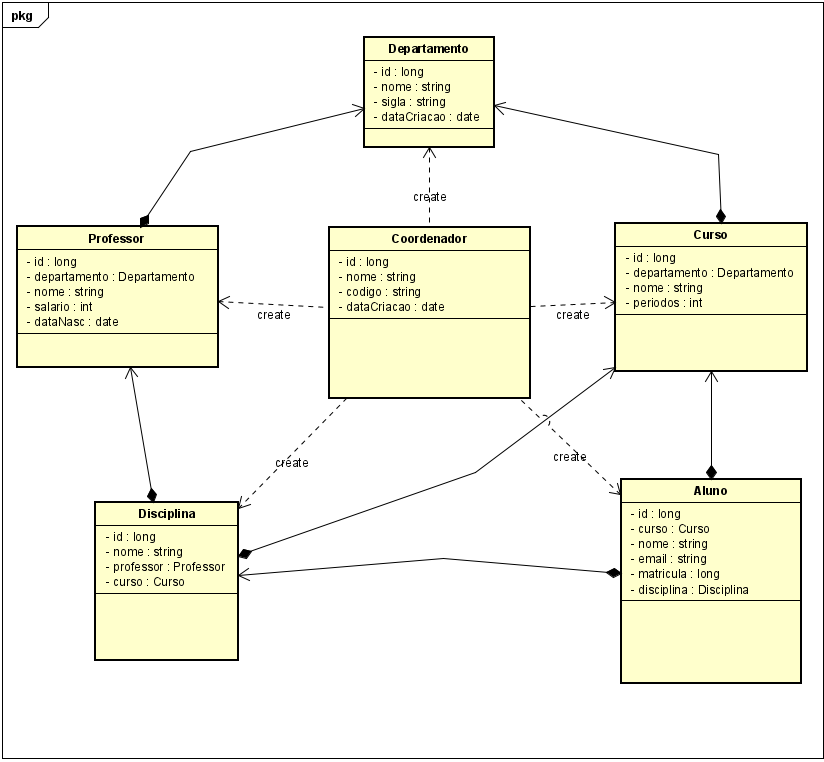 pkg
Departamento
- id : long
- nome : string
- sigla : string
- dataCriacao : date
create
Professor
- id : long
- departamento : Departamento
- nome : string
- salario : int
- dataNasc : date
Coordenador
- id : long
- nome : string
- codigo : string
- dataCriacao : date
Curso
- id : long
- departamento : Departamento
- nome : string
- periodos : int
create
create
create
create
Disciplina
- id : long
- nome : string
- professor : Professor
- curso : Curso
Aluno
- id : long
- curso : Curso
- nome : string
- email : string
- matricula : long
- disciplina : Disciplina